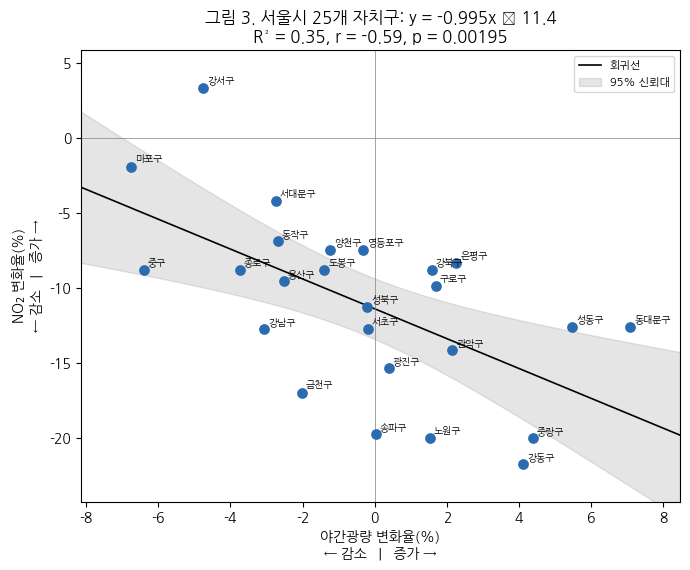 그림 3. 서울시 25개 자치구: y = -0.995x □ 11.4
R² = 0.35, r = -0.59, p = 0.00195
회귀선
95% 신뢰대
강서구
마포구
서대문구
동작구
양천구
영등포구
은평구
중구
종로구
용산구
도봉구
강북구
구로구
성북구
서초구
강남구
성동구
동대문구
관악구
광진구
금천구
송파구
노원구
중랑구
강동구
5
0
-5
-10
-15
-20
NO₂ 변화율(%)
← 감소 | 증가 →
-8 -6 -4 -2 0 2 4 6 8
야간광량 변화율(%)
← 감소 | 증가 →